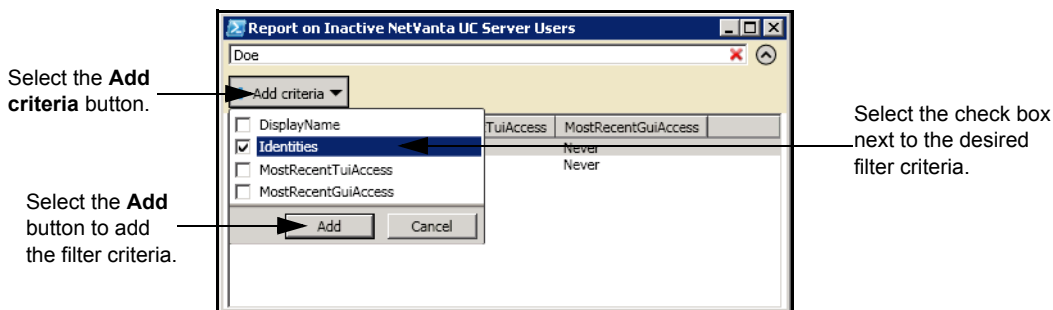 Report on Inactive NetVanta UC Server Users
Doe
Select the Add
criteria button.
Add criteria
DisplayName
TuiAccess
MostRecentGuiAccess
Identities
Never
MostRecentTuiAccess
Never
MostRecentGuiAccess
Select the check box
next to the desired
filter criteria.
Select the Add
button to add
the filter criteria.
Add
Cancel